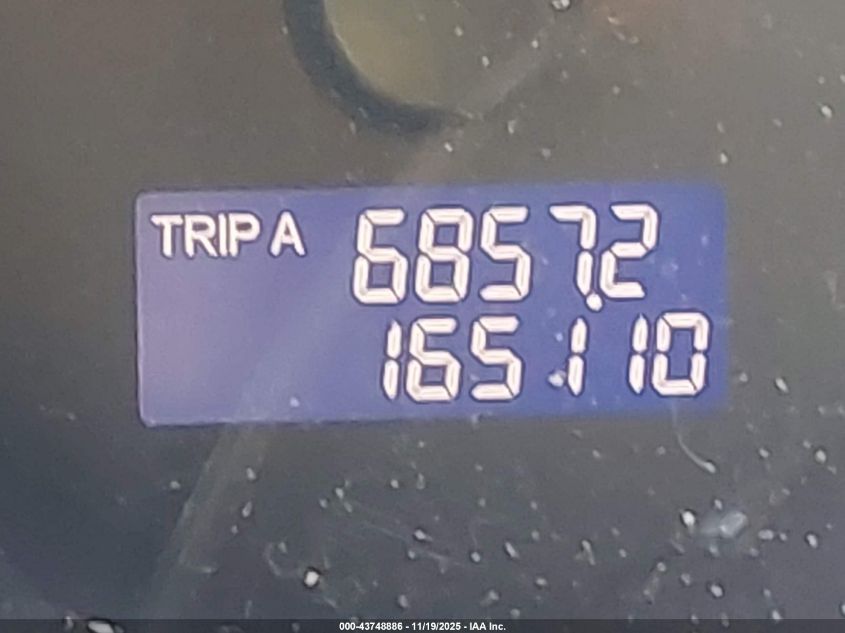 TRIP A 6857.2
165110
000-43748886 - 11/19/2025 - IAA Inc.